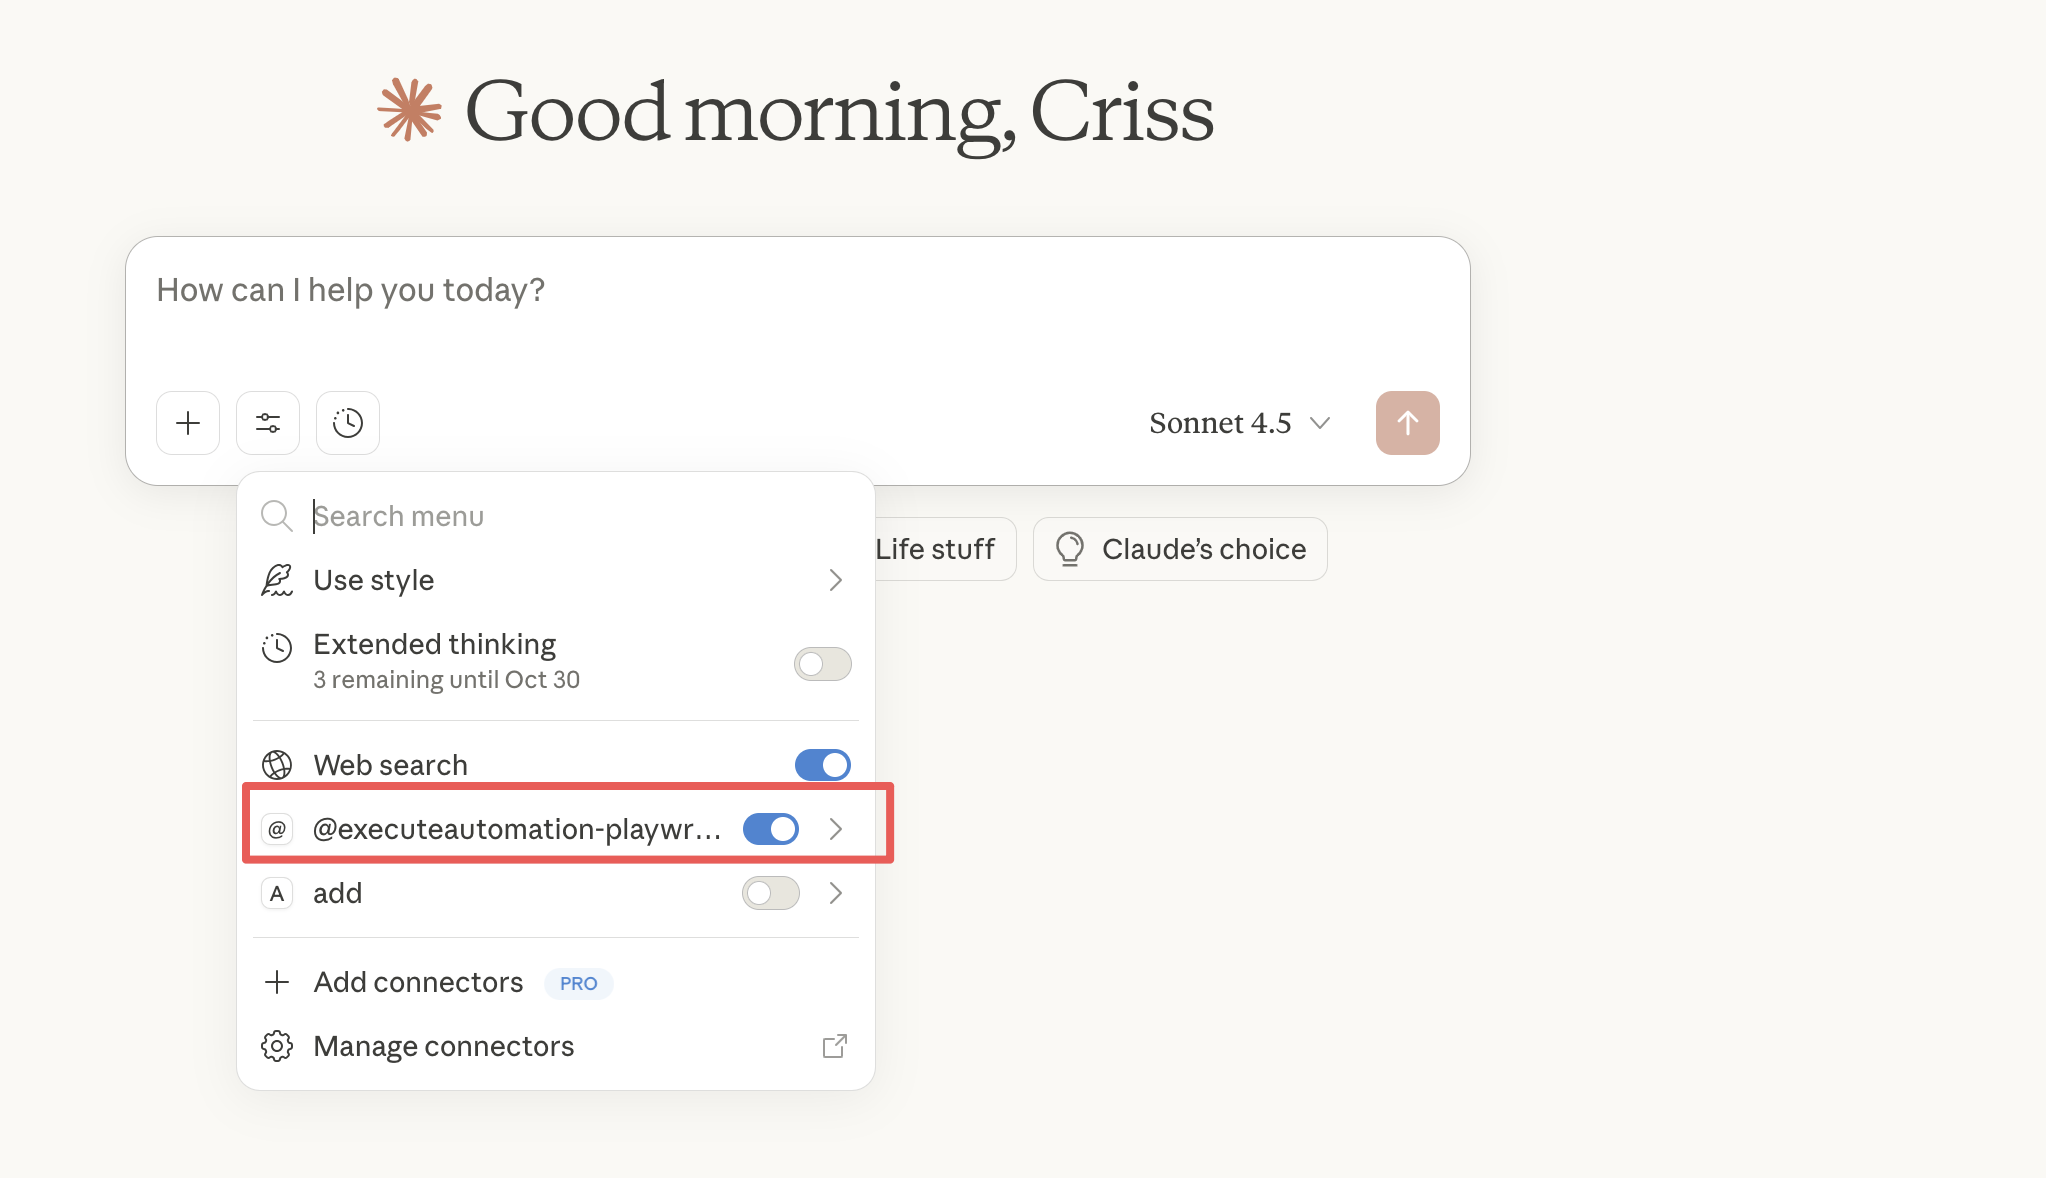 Good morning, Criss
How can I help you today?
Sonnet 4.5
Search menu
Life stuff
Claude’s choice
Use style
Extended thinking
3 remaining until Oct 30
Web search
@ @executeautomation-playwr...
A add
Add connectors PRO
Manage connectors